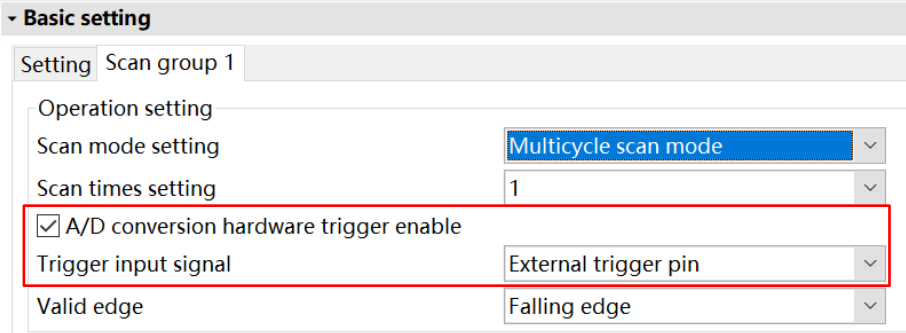 Basic setting
Setting Scan group 1
Operation setting
Scan mode setting Multicycle scan mode
Scan times setting 1
A/D conversion hardware trigger enable
Trigger input signal External trigger pin
Valid edge Falling edge